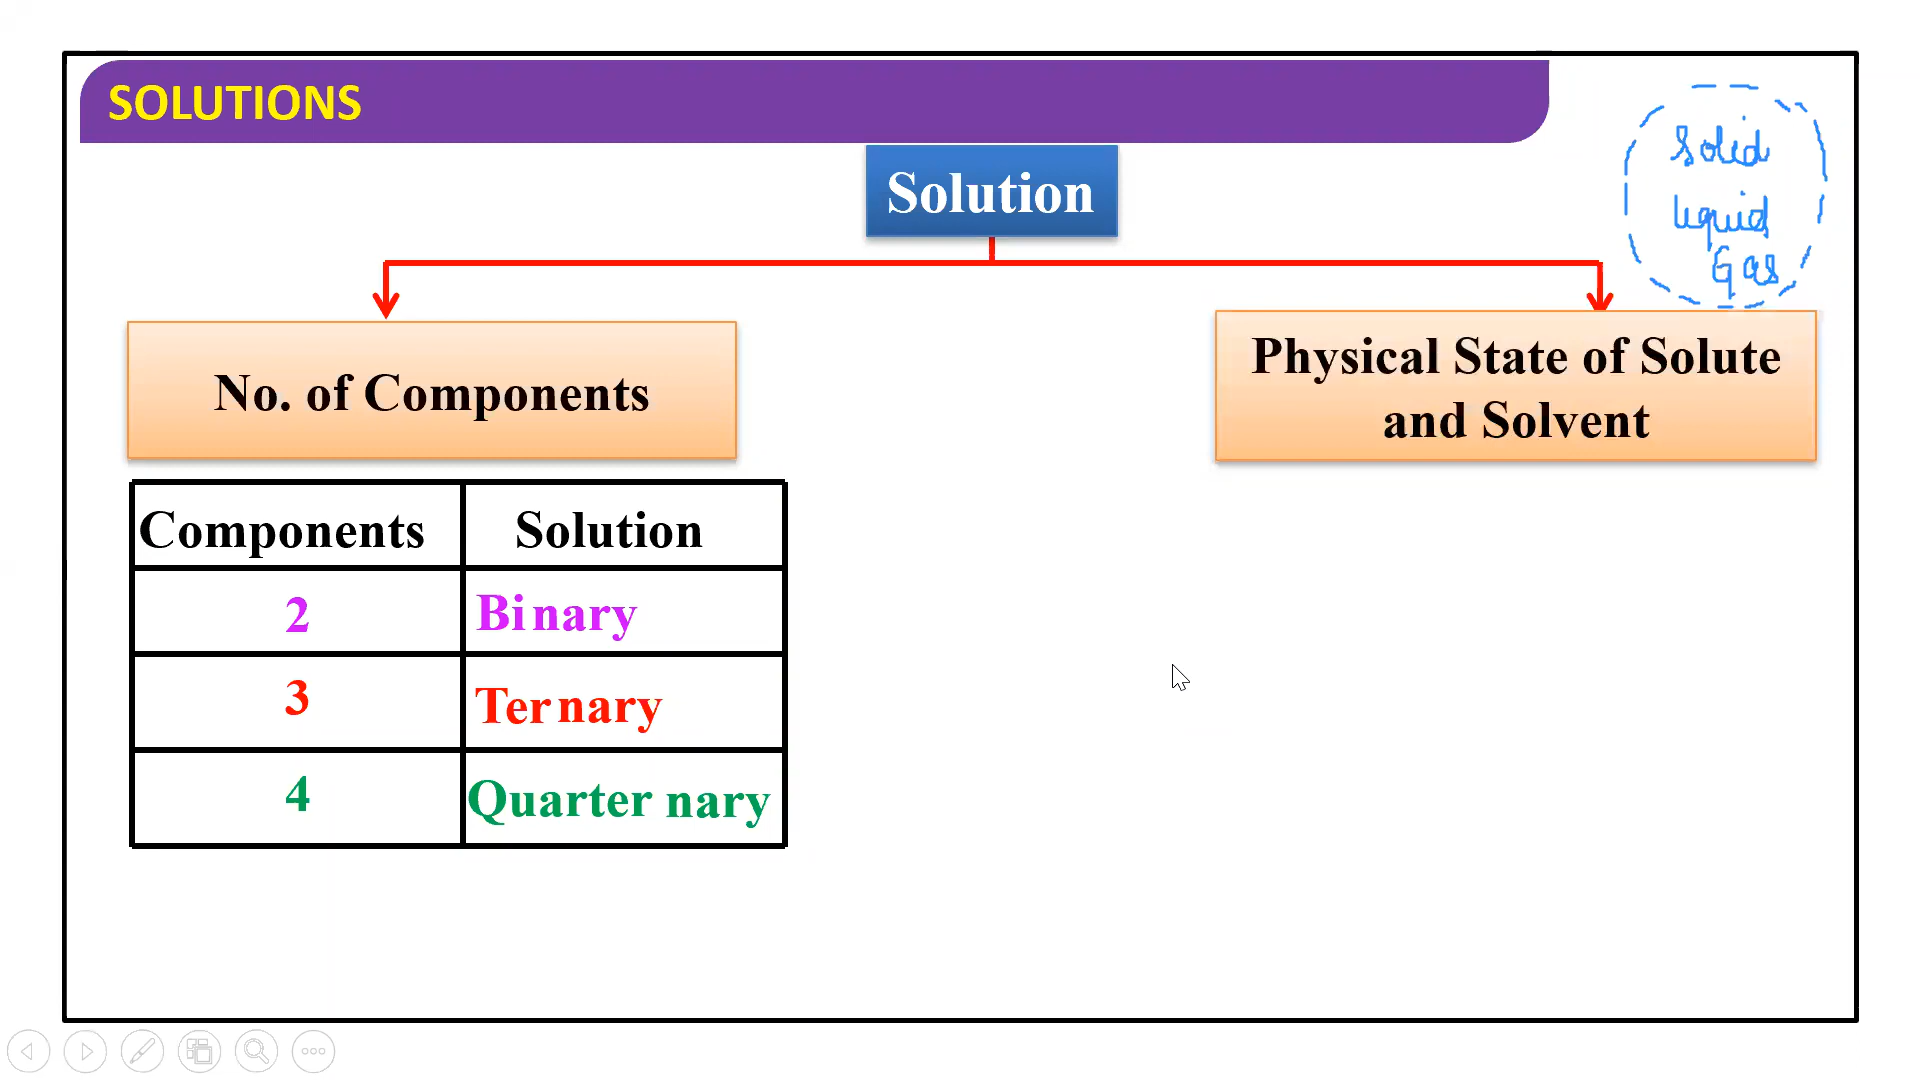 SOLUTIONS
Solid
liquid
Gas
Solution
No. of Components
Physical State of Solute
and Solvent
Components Solution
2 Binary
3 Ternary
4 Quarter nary